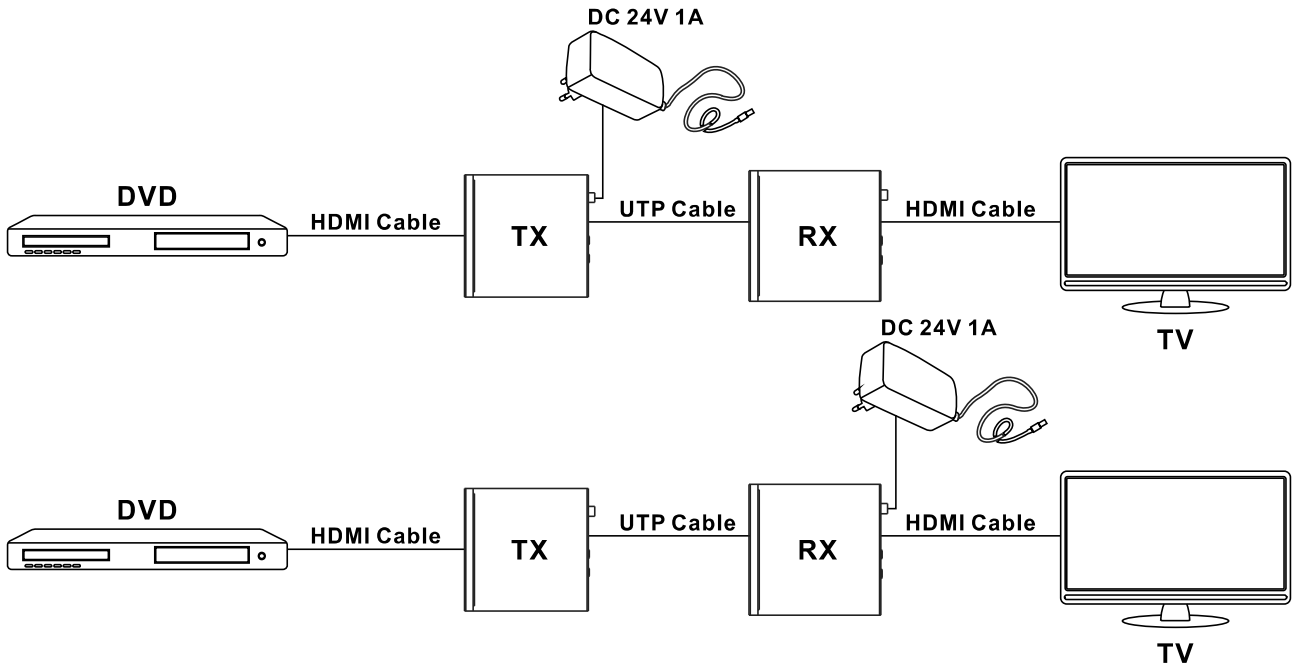 DC 24V 1A
DVD
HDMI Cable
TX
UTP Cable
RX
HDMI Cable
TV
DC 24V 1A
DVD
HDMI Cable
TX
UTP Cable
RX
HDMI Cable
TV